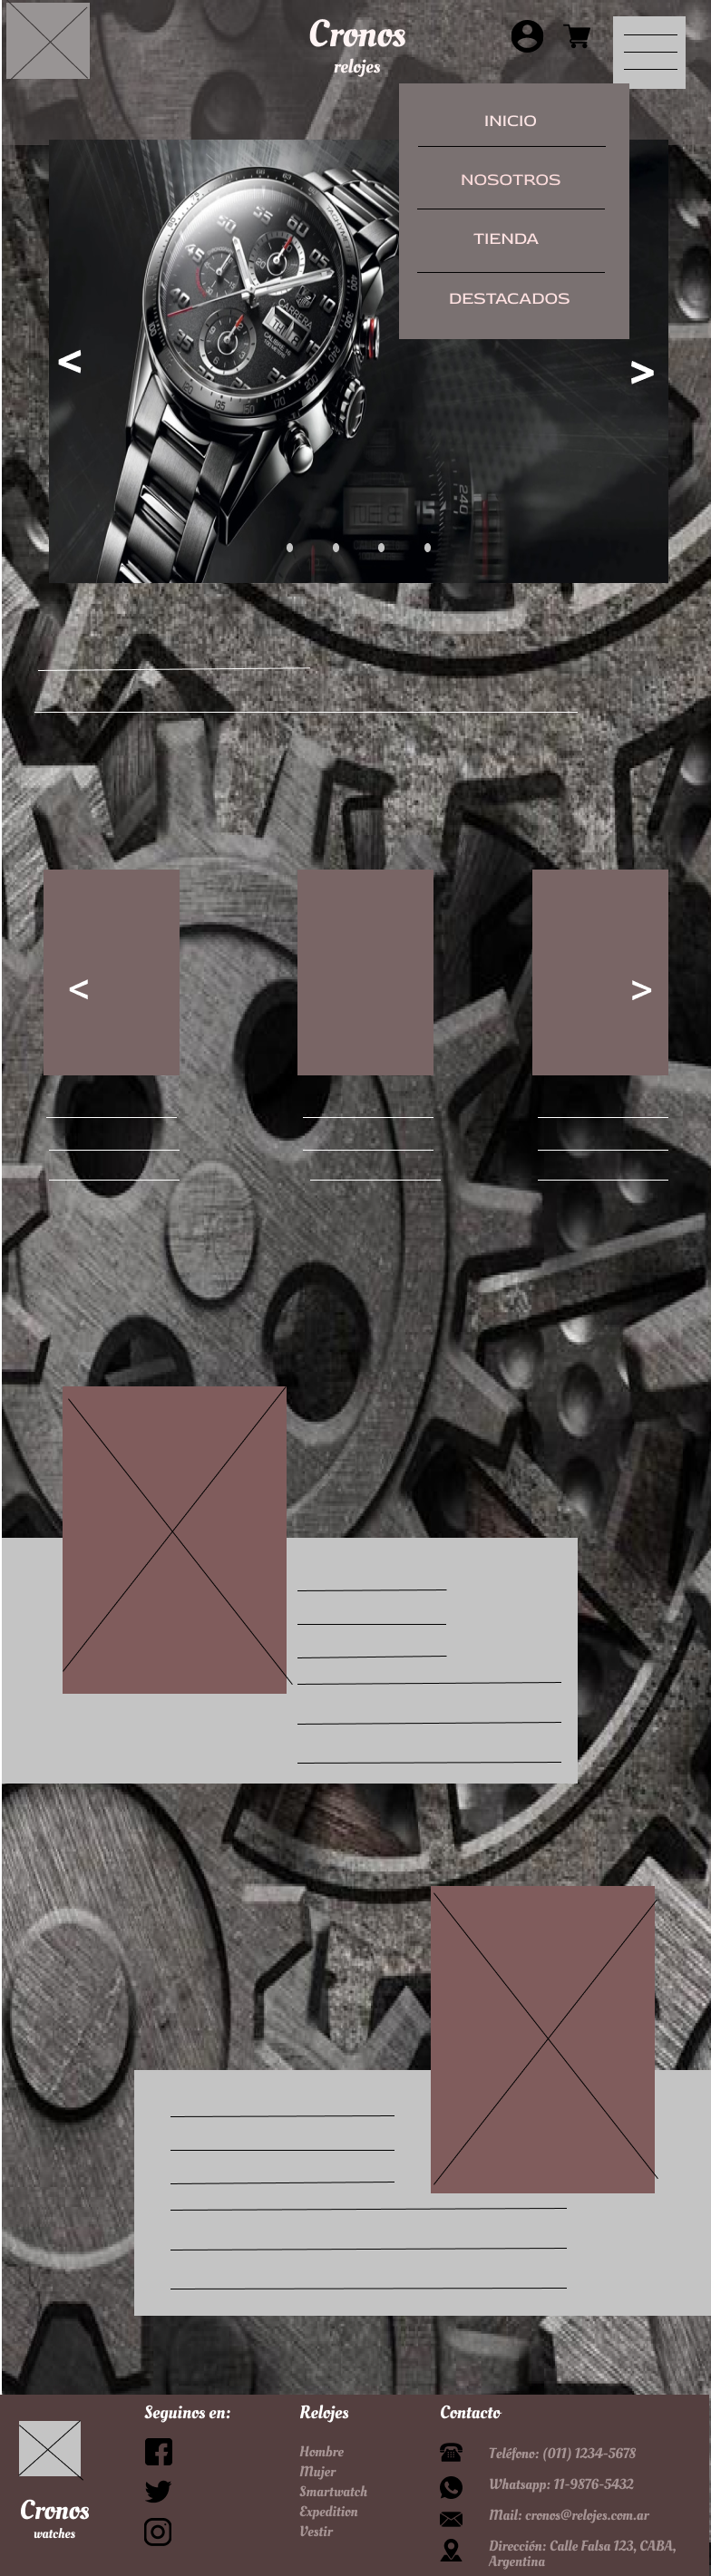 Cronos
relojes
INICIO
NOSOTROS
TIENDA
DESTACADOS
<
>
CARRERA
<
>
Seguinos en:
Relojes
Hombre
Mujer
Smartwatch
Expedition
Vestir
Contacto
Teléfono: (011) 1234-5678
Whatsapp: 11-9876-5432
Mail: cronos@relojes.com.ar
Dirección: Calle Falsa 123, CABA,
Argentina
Cronos
watches